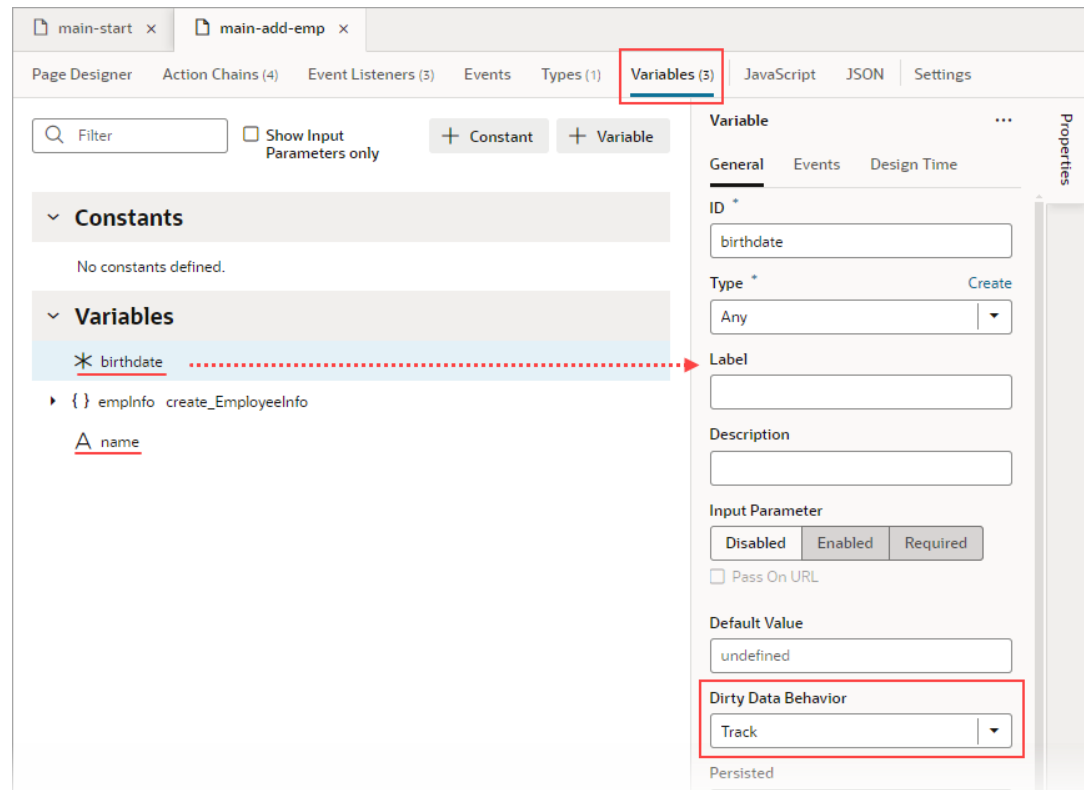 main-start ×
main-add-emp ×
Page Designer Action Chains (4) Event Listeners (3) Events Types (1) Variables (3) JavaScript JSON Settings
Filter
Show Input
Parameters only
+ Constant
+ Variable
Constants
No constants defined.
Variables
birthdate
{ } empInfo create_EmployeeInfo
A name
Variable ...
General Events Design Time
ID *
birthdate
Type * Create
Any
Label
Description
Input Parameter
Disabled Enabled Required
Pass On URL
Default Value
undefined
Dirty Data Behavior
Track
Persisted
Properties